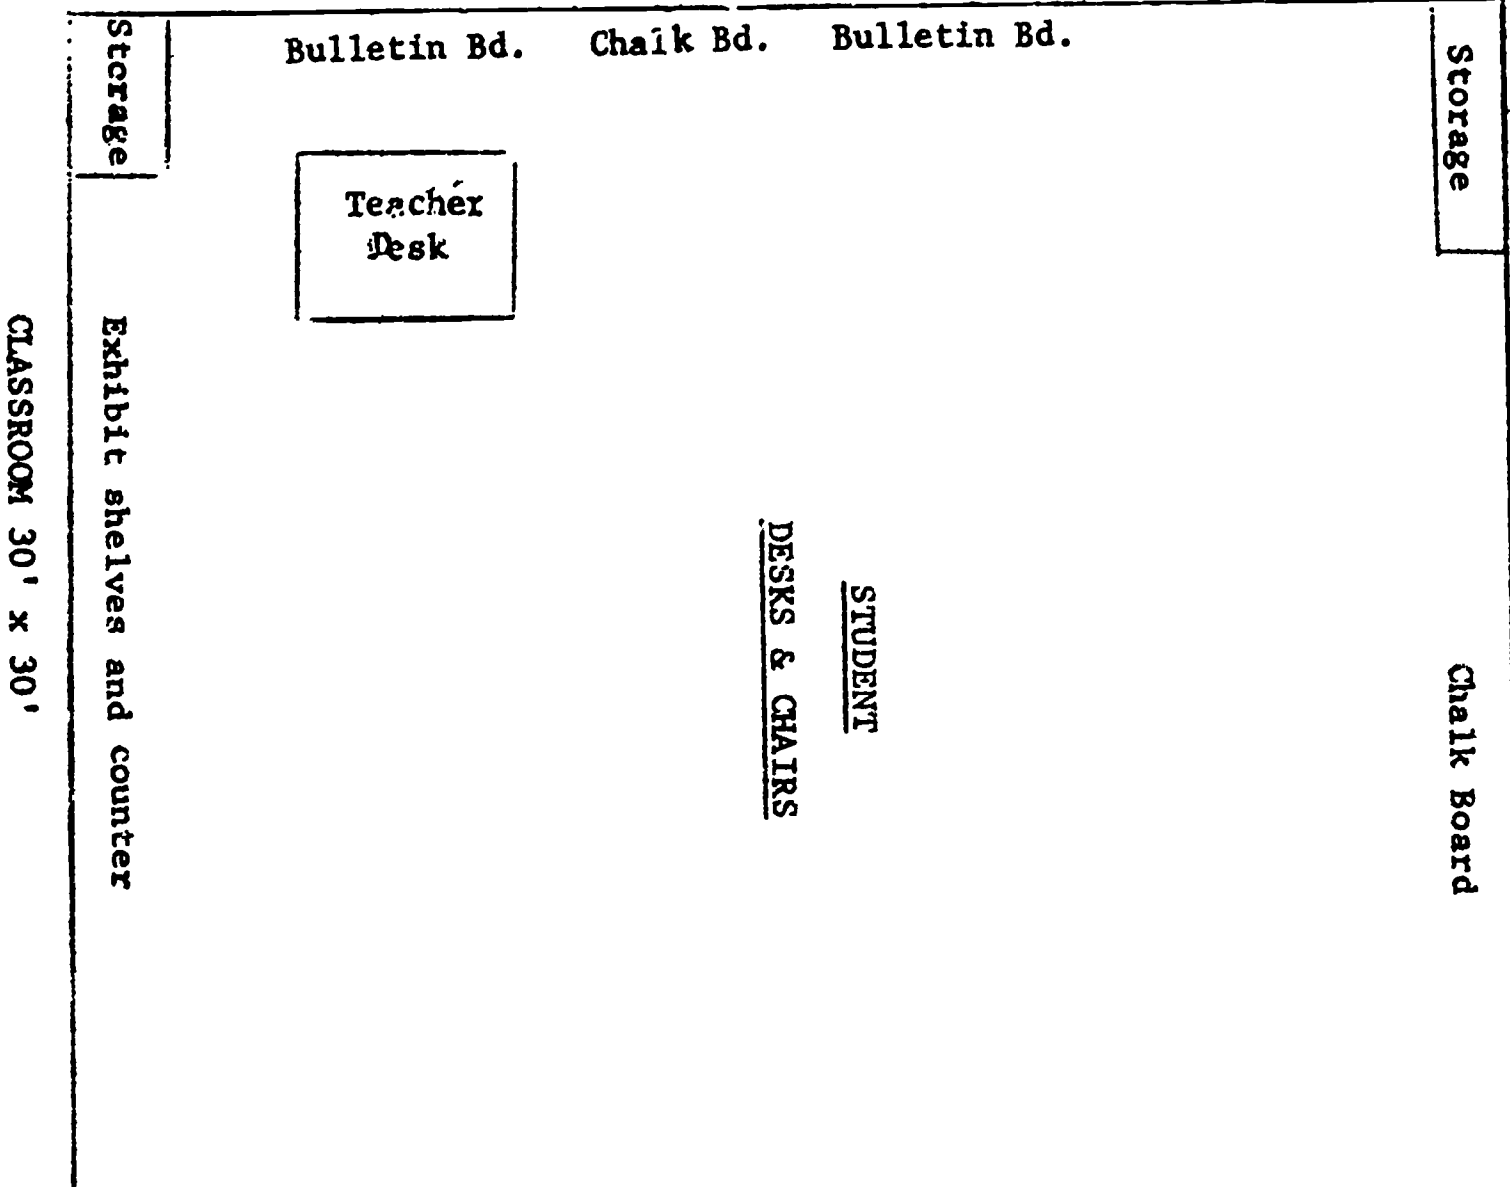 Bulletin Bd. Chalk Bd. Bulletin Bd.
Storage
Storage
Teacher
Desk
Exhibit shelves and counter
CLASSROOM 30' x 30'
STUDENT
DESKS & CHAIRS
Chalk Board